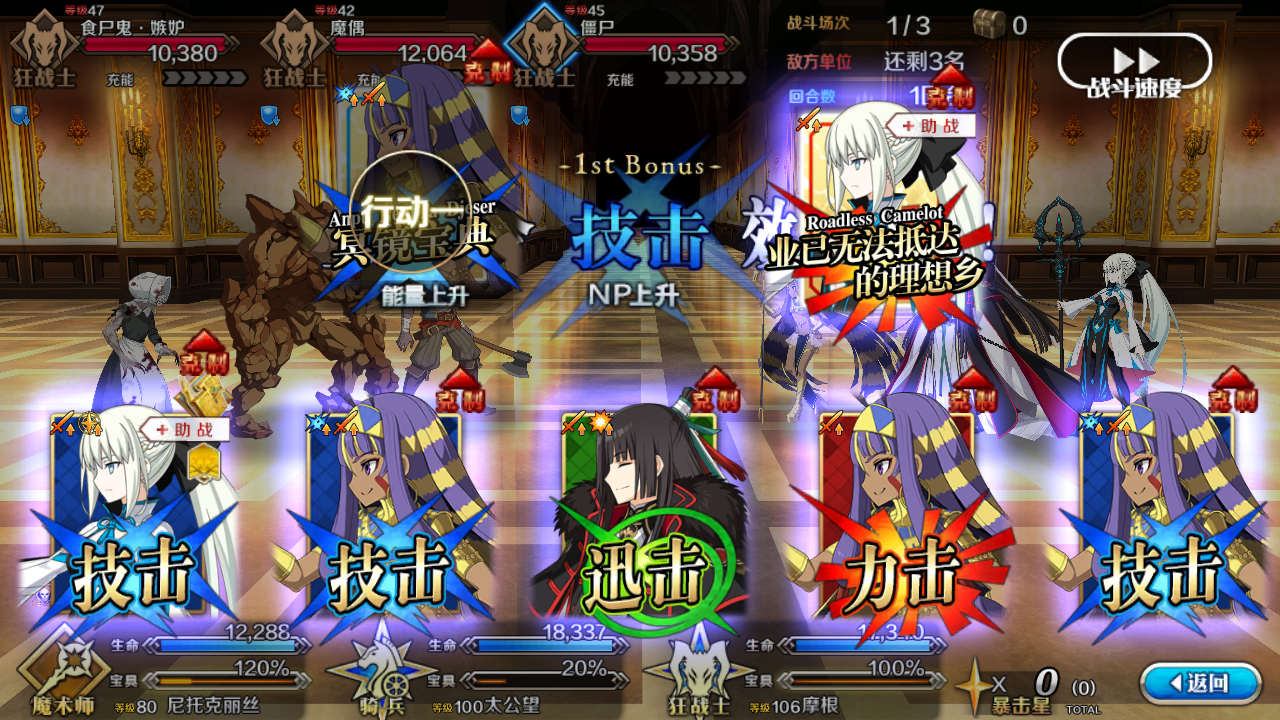 等级47
食尸鬼·嫉妒
10,380
狂战士
充能
等级42
魔偶
12,064
狂战士
充能
克制
等级45
僵尸
10,358
狂战士
充能
战斗场次 1/3
0
敌方单位 还剩3名
回合数 1
克制
战斗速度
+助战
行动一
冥镜宝典
能量上升
-1st Bonus-
技击
NP上升
效
Roadless Camelot
业已无法抵达
的理想乡
克制
克制
克制
克制
克制
+助战
技击
技击
迅击
力击
技击
生命 12,288
宝具 120%
魔术师
等级80 尼托克丽丝
生命 18,337
宝具 20%
骑兵
等级100 太公望
生命
宝具 100%
狂战士
等级106 摩根
X 0 (0)
暴击星 TOTAL
返回